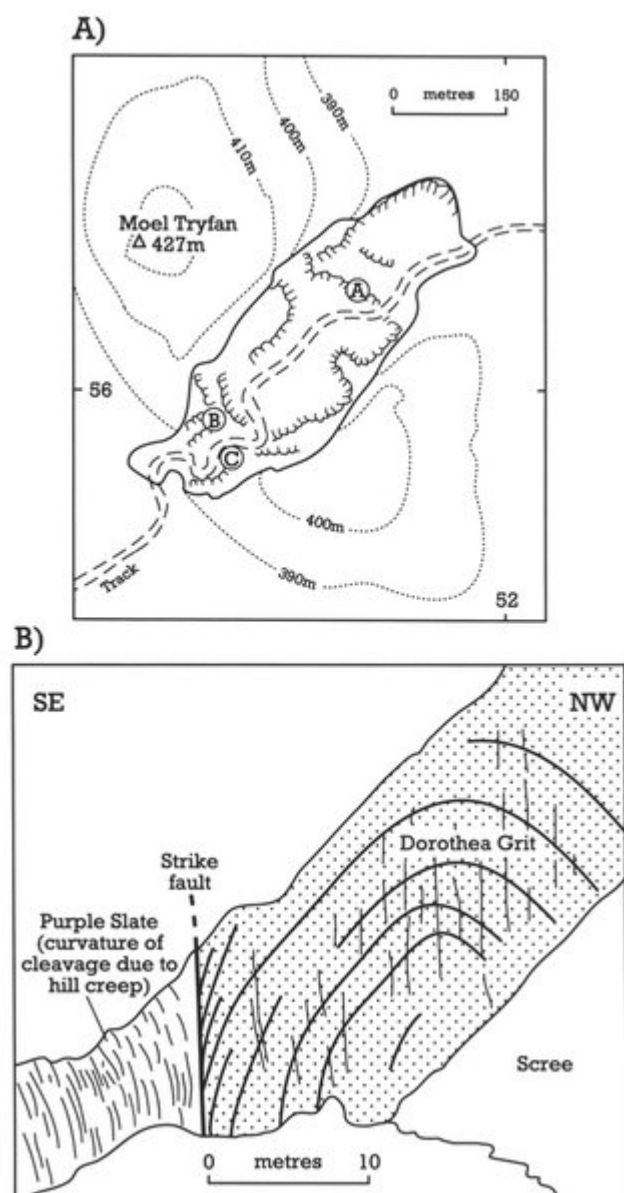 A)
0 metres 150
390m
400m
410m
Moel Tryfan
△ 427m
A
56
B
C
400m
390m
Track
52
B)
SE
NW
Dorothea Grit
Strike
fault
Purple Slate
(curvature of
cleavage due to
hill creep)
Scree
0 metres 10